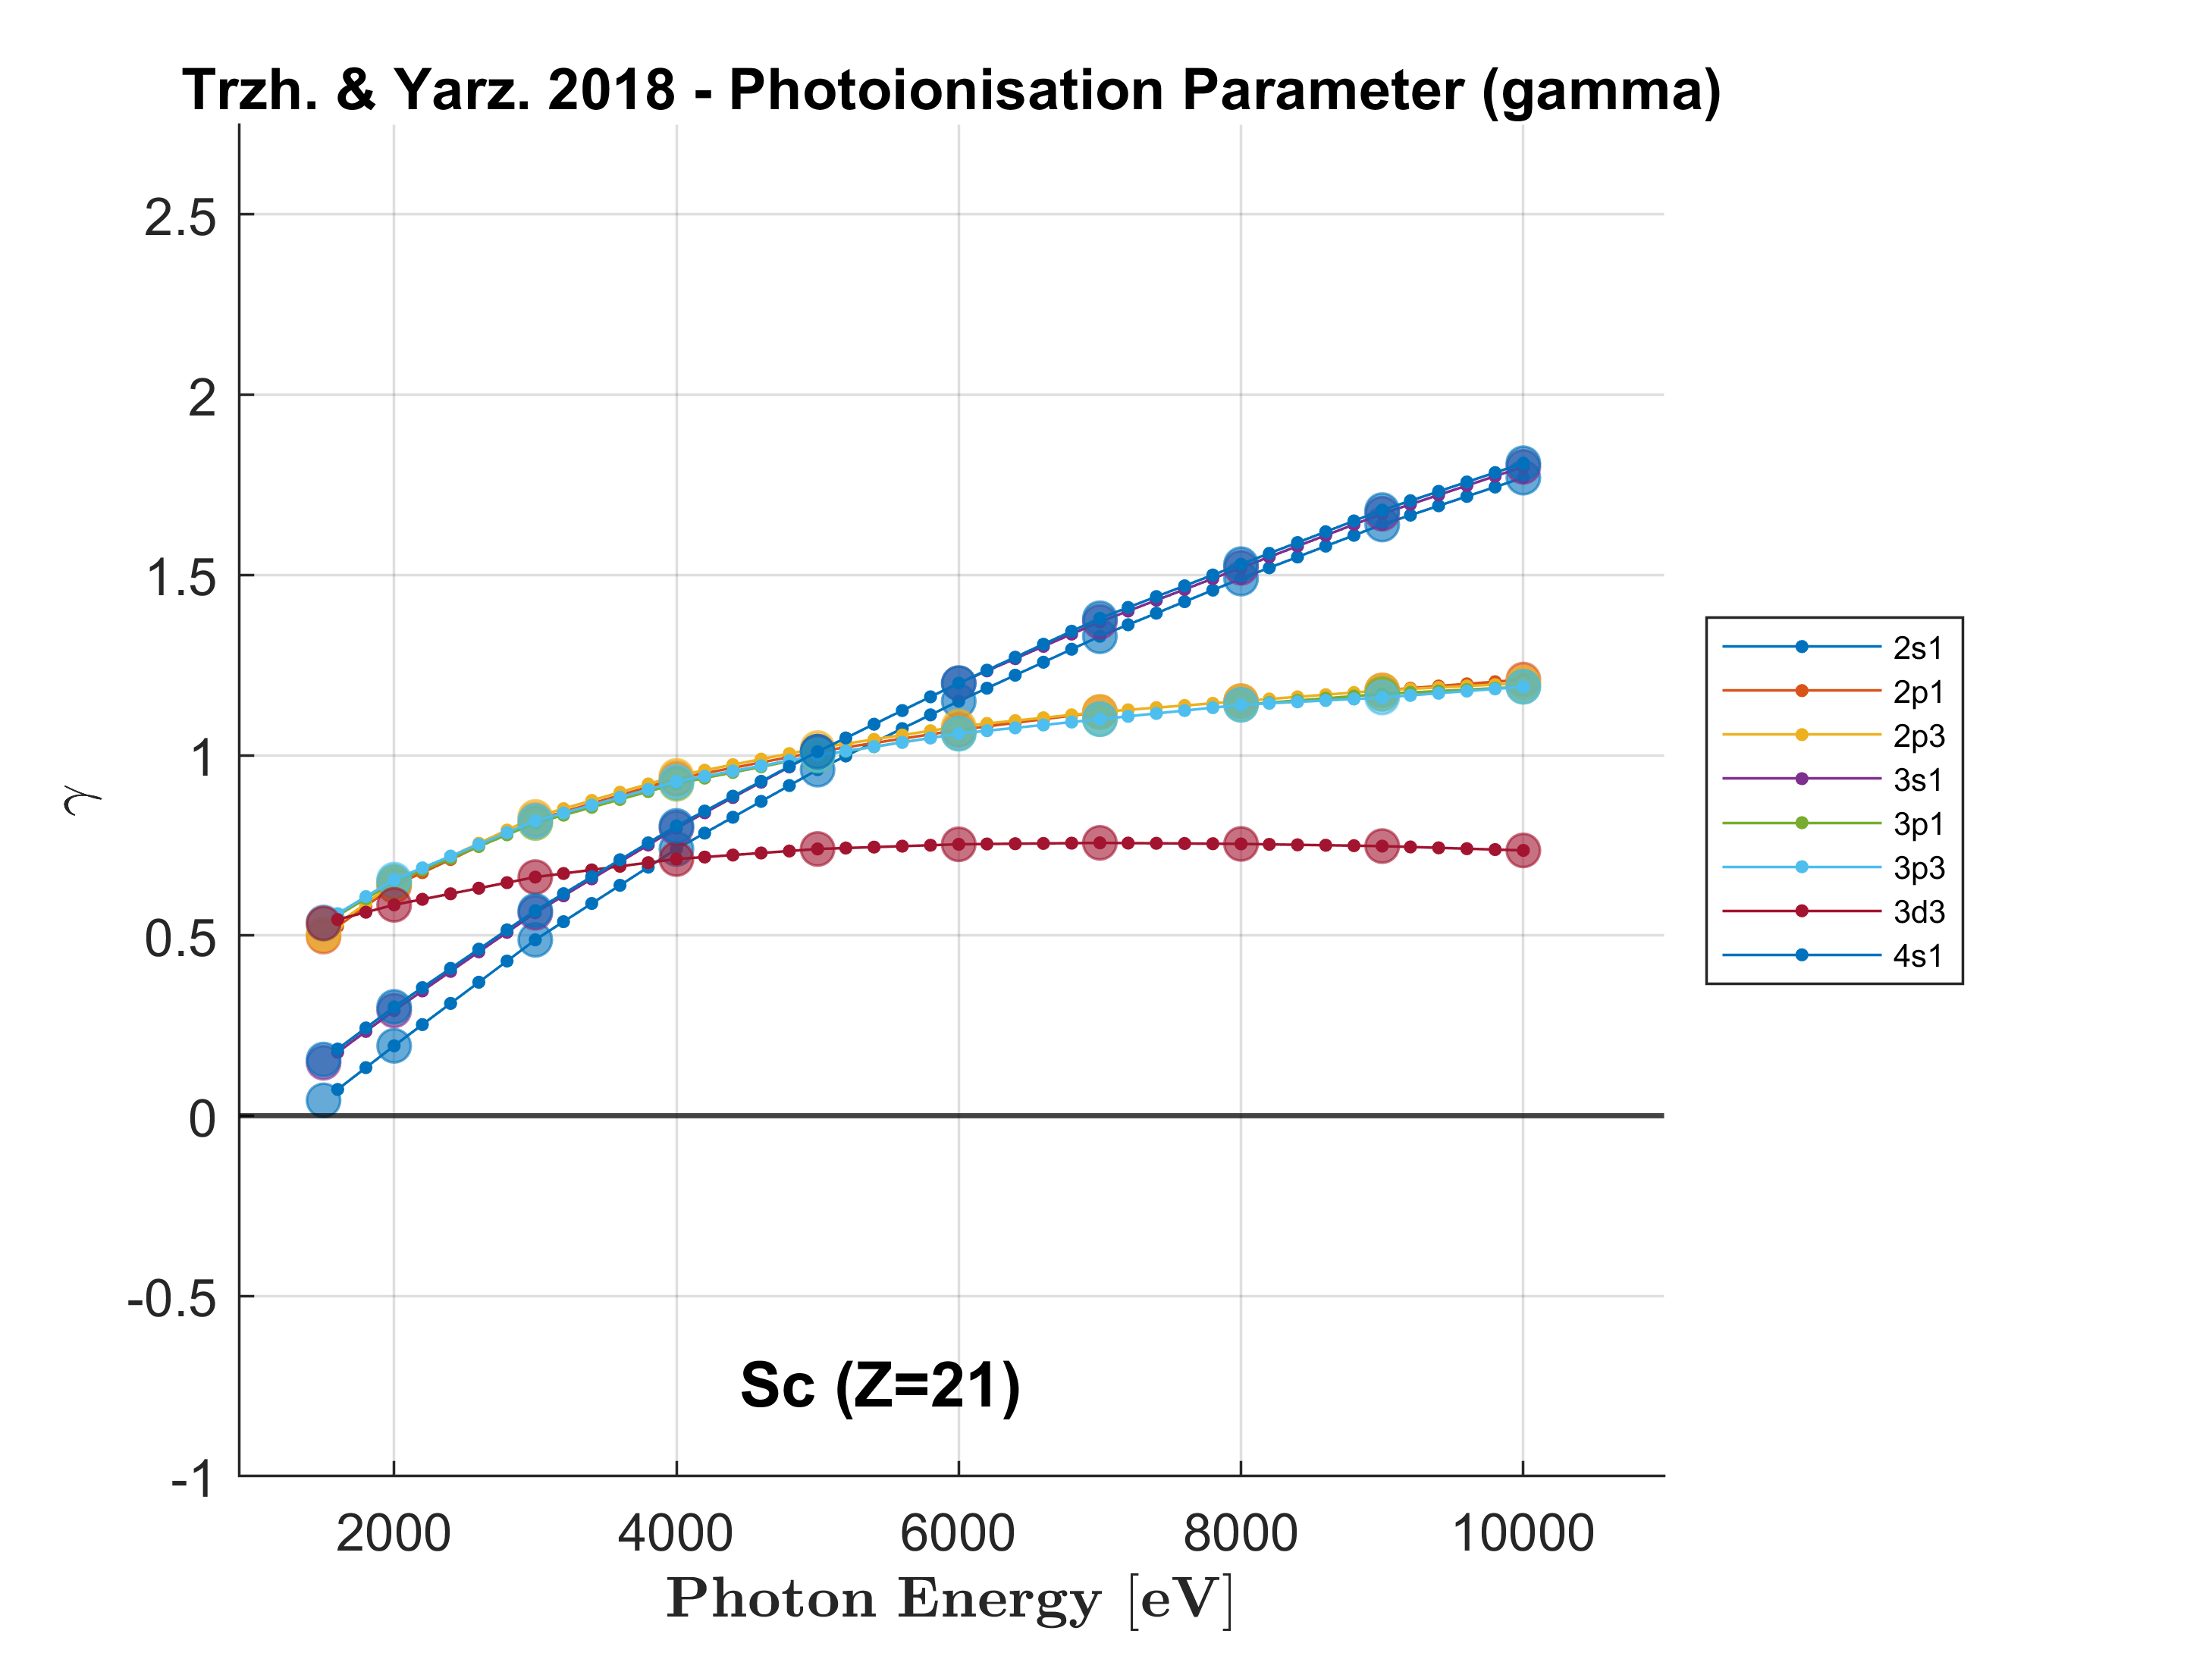 Trzh. & Yarz. 2018 - Photoionisation Parameter (gamma)
2.5
2
1.5
1
0.5
0
-0.5
-1
γ
2s1
2p1
2p3
3s1
3p1
3p3
3d3
4s1
Sc (Z=21)
2000 4000 6000 8000 10000
Photon Energy [eV]